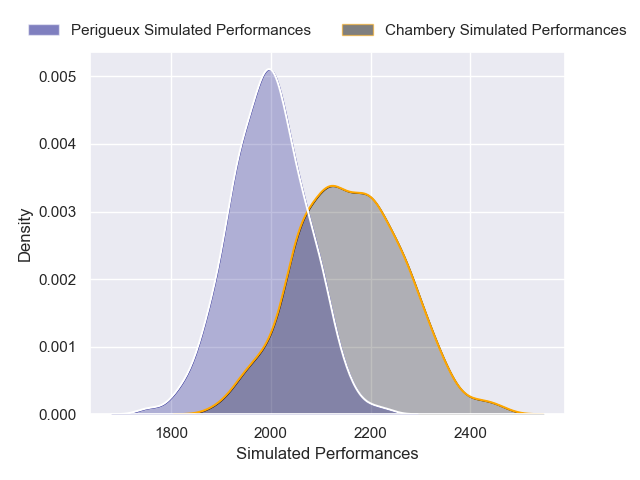 Perigueux Simulated Performances
Chambery Simulated Performances
0.005
0.004
0.003
0.002
0.001
0.000
Density
1800 2000 2200 2400
Simulated Performances